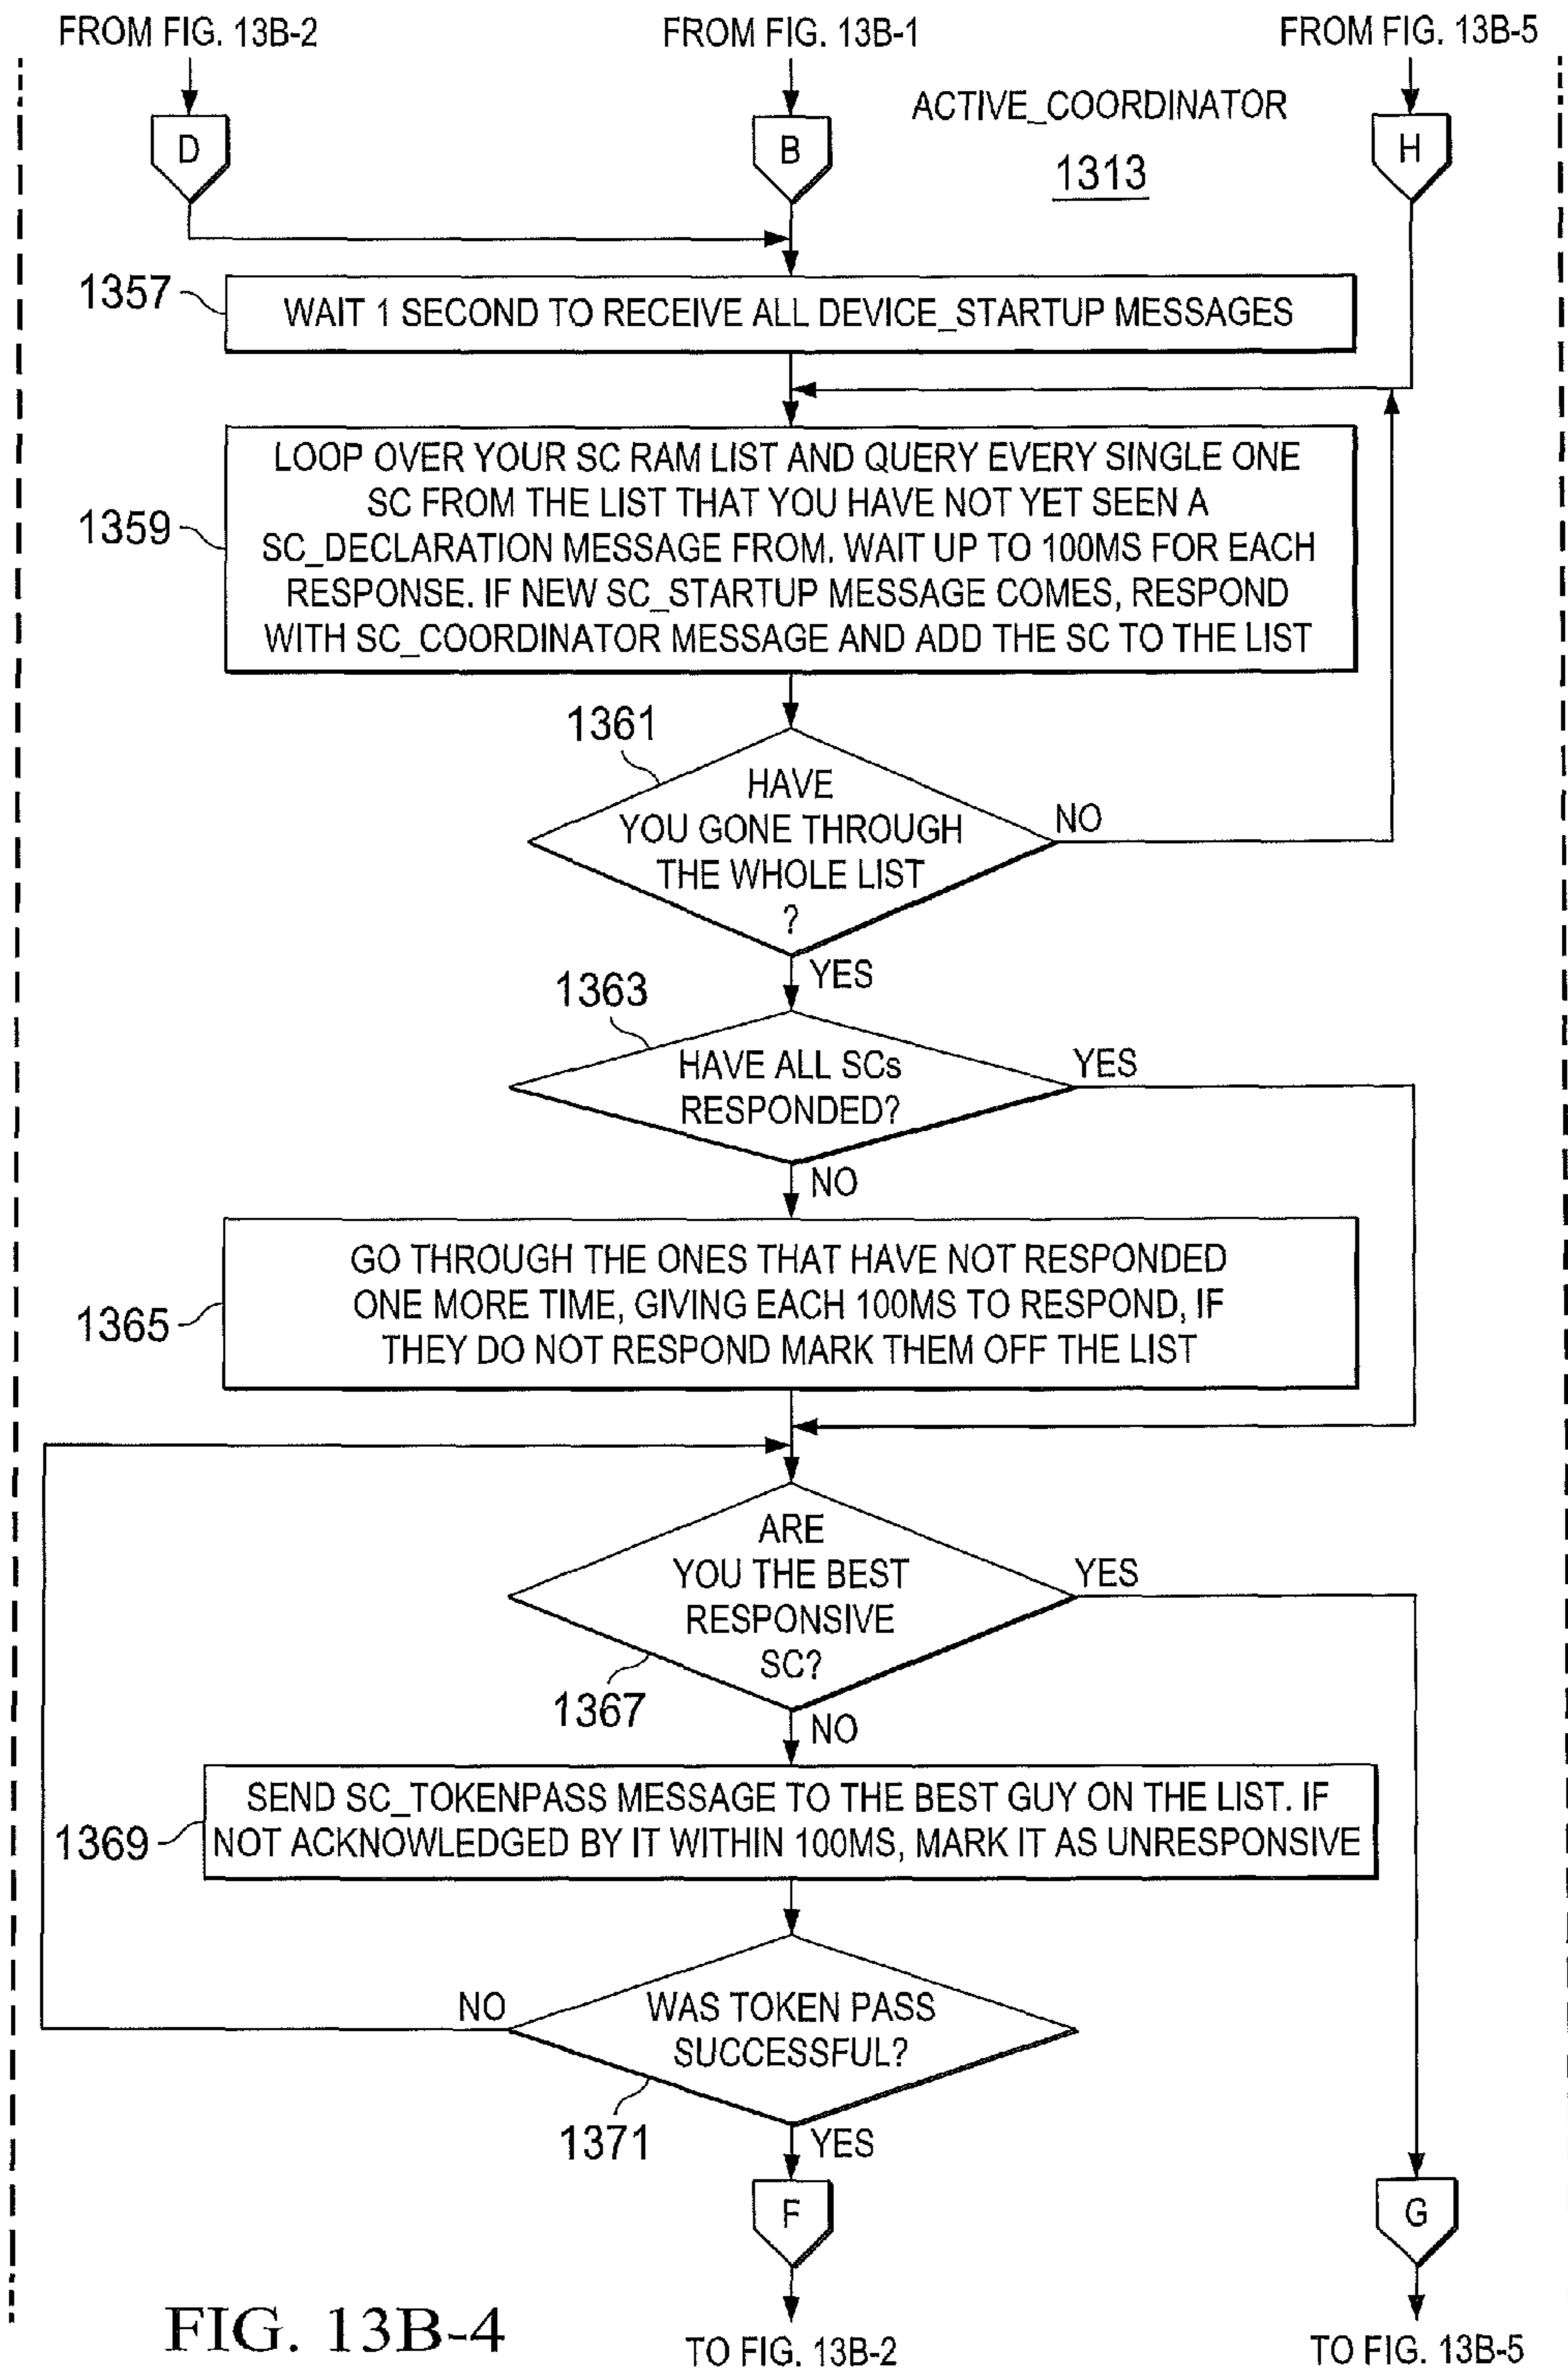 FROM FIG. 13B-2
FROM FIG. 13B-1
FROM FIG. 13B-5
D
B
ACTIVE_COORDINATOR
1313
H
1357
WAIT 1 SECOND TO RECEIVE ALL DEVICE_STARTUP MESSAGES
1359
LOOP OVER YOUR SC RAM LIST AND QUERY EVERY SINGLE ONE
SC FROM THE LIST THAT YOU HAVE NOT YET SEEN A
SC_DECLARATION MESSAGE FROM. WAIT UP TO 100MS FOR EACH
RESPONSE. IF NEW SC_STARTUP MESSAGE COMES, RESPOND
WITH SC_COORDINATOR MESSAGE AND ADD THE SC TO THE LIST
1361
HAVE
YOU GONE THROUGH
THE WHOLE LIST
?
NO
YES
1363
HAVE ALL SCs
RESPONDED?
YES
NO
1365
GO THROUGH THE ONES THAT HAVE NOT RESPONDED
ONE MORE TIME, GIVING EACH 100MS TO RESPOND, IF
THEY DO NOT RESPOND MARK THEM OFF THE LIST
ARE
YOU THE BEST
RESPONSIVE
SC?
YES
1367
NO
1369
SEND SC_TOKENPASS MESSAGE TO THE BEST GUY ON THE LIST. IF
NOT ACKNOWLEDGED BY IT WITHIN 100MS, MARK IT AS UNRESPONSIVE
NO
WAS TOKEN PASS
SUCCESSFUL?
1371
YES
F
G
FIG. 13B-4
TO FIG. 13B-2
TO FIG. 13B-5